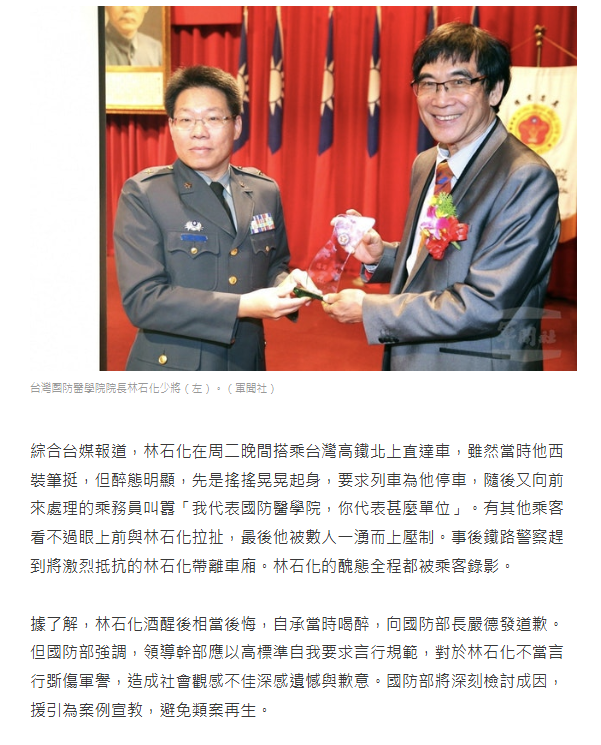 軍聞社
台灣國防醫學院院長林石化少將（左）。（軍聞社）
綜合台媒報道，林石化在周二晚間搭乘台灣高鐵北上直達車，雖然當時他西
裝筆挺，但醉態明顯，先是搖搖晃晃起身，要求列車為他停車，隨後又向前
來處理的乘務員叫囂「我代表國防醫學院，你代表甚麼單位」。有其他乘客
看不過眼上前與林石化拉扯，最後他被數人一湧而上壓制。事後鐵路警察趕
到將激烈抵抗的林石化帶離車廂。林石化的醜態全程都被乘客錄影。
據了解，林石化酒醒後相當後悔，自承當時喝醉，向國防部長嚴德發道歉。
但國防部強調，領導幹部應以高標準自我要求言行規範，對於林石化不當言
行斲傷軍譽，造成社會觀感不佳深感遺憾與歉意。國防部將深刻檢討成因，
援引為案例宣教，避免類案再生。